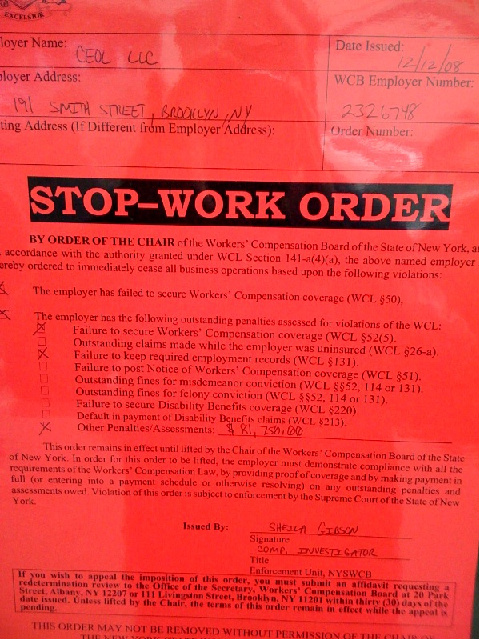 EXCELSIOR
loyer Name:
CEOL LLC
Date Issued:
12/12/08
ployer Address:
WCB Employer Number:
191 SMITH STREET, BROOKLYN, NY
2326748
ting Address (If Different from Employer Address):
Order Number:
STOP-WORK ORDER
BY ORDER OF THE CHAIR of the Workers' Compensation Board of the State of New York, a
accordance with the authority granted under WCL Section 141-a(4)(a), the above named employer
ereby ordered to immediately cease all business operations based upon the following violations:
X The employer has failed to secure Workers' Compensation coverage (WCL §50).
X The employer has the following outstanding penalties assessed for violations of the WCL:
X Failure to secure Workers' Compensation coverage (WCL §52(5).
Outstanding claims made while the employer was uninsured (WCL §26-a).
X Failure to keep required employment records (WCL §131).
Failure to post Notice of Workers' Compensation coverage (WCL §51).
Outstanding fines for misdemeanor conviction (WCL §§52, 114 or 131).
Outstanding fines for felony conviction (WCL §§52, 114 or 131).
Failure to secure Disability Benefits coverage (WCL §220)
Default in payment of Disability Benefits claims (WCL §213).
X Other Penalties/Assessments:
This order remains in effect until lifted by the Chair of the Workers' Compensation Board of the State
of New York. In order for this order to be lifted, the employer must demonstrate compliance with all the
requirements of the Workers' Compensation Law, by providing proof of coverage and by making payment in
full (or entering into a payment schedule or otherwise resolving) on any outstanding penalties and
assessments owed. Violation of this order is subject to enforcement by the Supreme Court of the State of New
York.
Issued By: SHEILA GIBSON
Signature
COMP. INVESTIGATOR
Title
Enforcement Unit, NYSWCB
If you wish to appeal the imposition of this order, you must submit an affidavit requesting a
redetermination review to the Office of the Secretary, Workers' Compensation Board at 20 Park
Street, Albany, NY 12207 or 111 Livingston Street, Brooklyn, NY 11201 within thirty (30) days of the
date issued. Unless lifted by the Chair, the terms of this order remain in effect while the appeal is
pending.
THIS ORDER MAY NOT BE REMOVED WITHOUT PERMISSION OF THE CHAIR OF
THE NEW YORK STATE WORKERS'